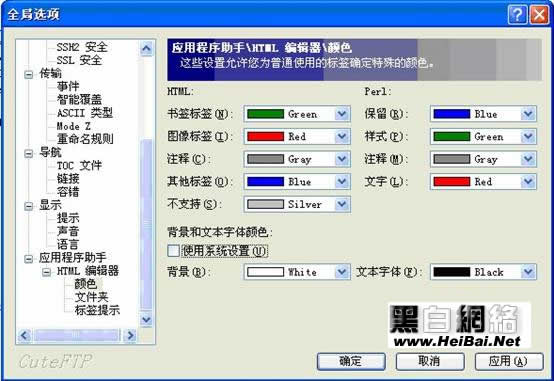 全局选项
SSH2 安全
SSL 安全
传输
事件
智能覆盖
ASCII 类型
Mode Z
重命名规则
导航
TOC 文件
链接
容错
显示
提示
声音
语言
应用程序助手
HTML 编辑器
颜色
文件夹
标签提示
应用程序助手\HTML 编辑器\颜色
这些设置允许您为普通使用的标签确定特殊的颜色。
HTML: Perl:
书签标签(N): Green 保留(R): Blue
图像标签(I): Red 样式(P): Green
注释(C): Gray 注释(M): Gray
其他标签(O): Blue 文字(L): Red
不支持(S): Silver
背景和文本字体颜色:
使用系统设置(U)
背景(B): White 文本字体(F): Black
黑白網絡
www.HeiBai.Net
CuteFTP
确定 取消 应用(A)